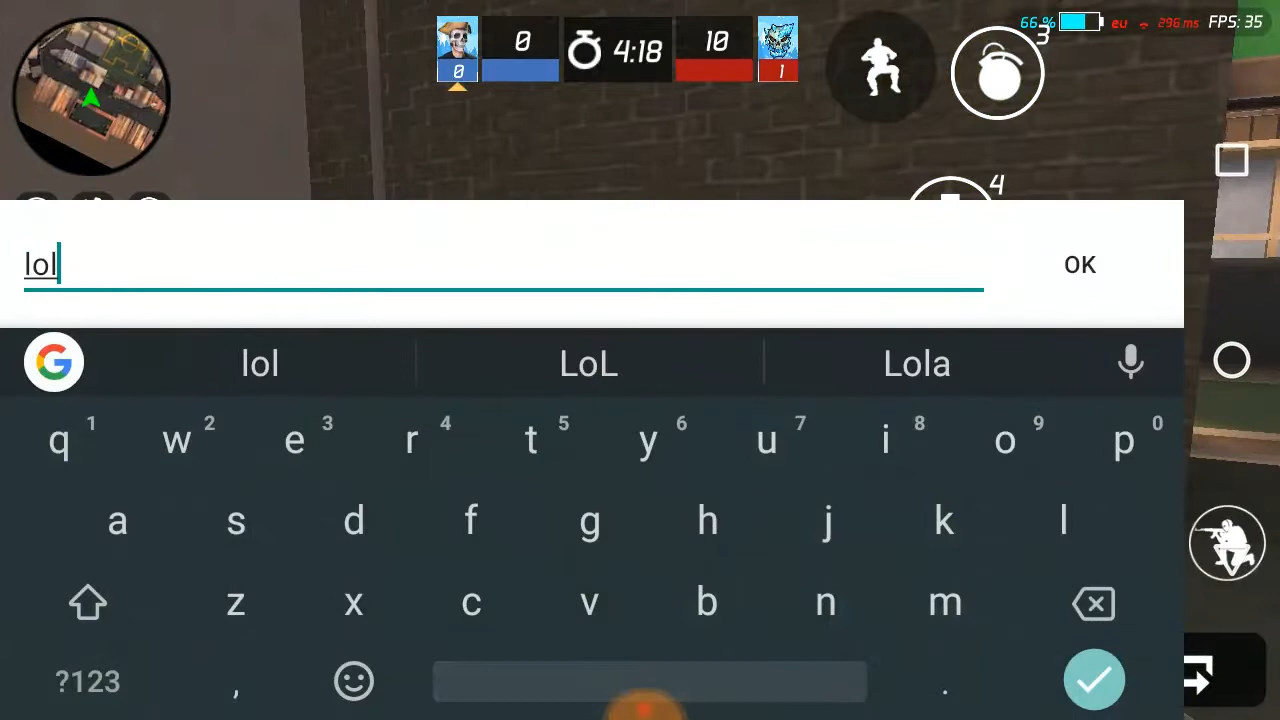 0 4:18 10 66 % EU 296 ms FPS: 35
0 1 3
4
lol OK
lol LoL Lola
q 1 w 2 e 3 r 4 t 5 y 6 u 7 i 8 o 9 p 0
a s d f g h j k l
z x c v b n m
?123 , .